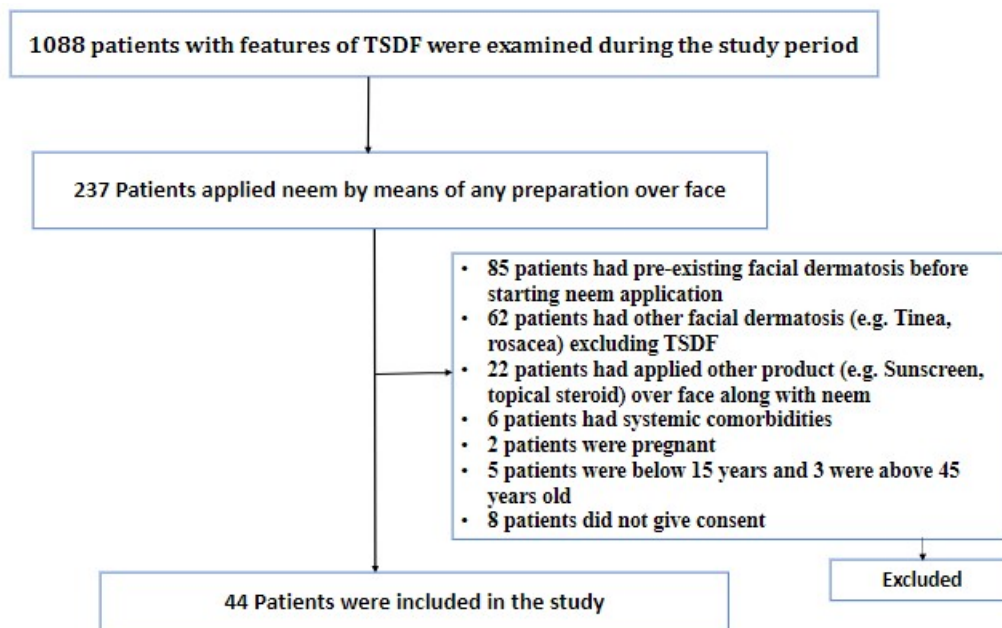 1088 patients with features of TSDF were examined during the study period
237 Patients applied neem by means of any preparation over face
• 85 patients had pre-existing facial dermatosis before
starting neem application
• 62 patients had other facial dermatosis (e.g. Tinea,
rosacea) excluding TSDF
• 22 patients had applied other product (e.g. Sunscreen,
topical steroid) over face along with neem
• 6 patients had systemic comorbidities
• 2 patients were pregnant
• 5 patients were below 15 years and 3 were above 45
years old
• 8 patients did not give consent
Excluded
44 Patients were included in the study